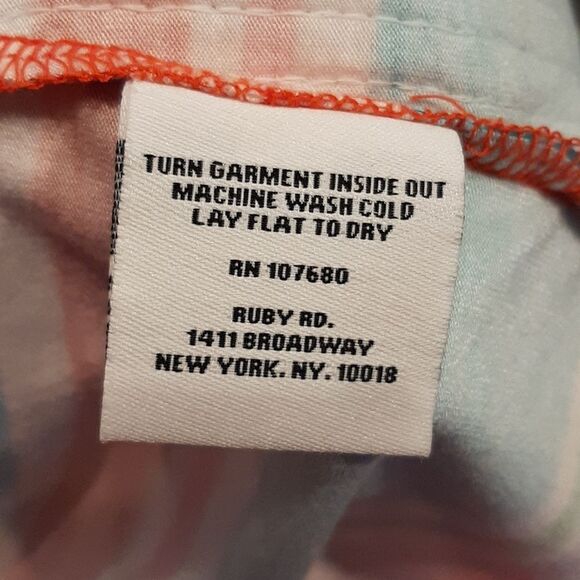 TURN GARMENT INSIDE OUT
MACHINE WASH COLD
LAY FLAT TO DRY
RN 107680
RUBY RD.
1411 BROADWAY
NEW YORK. NY. 10018